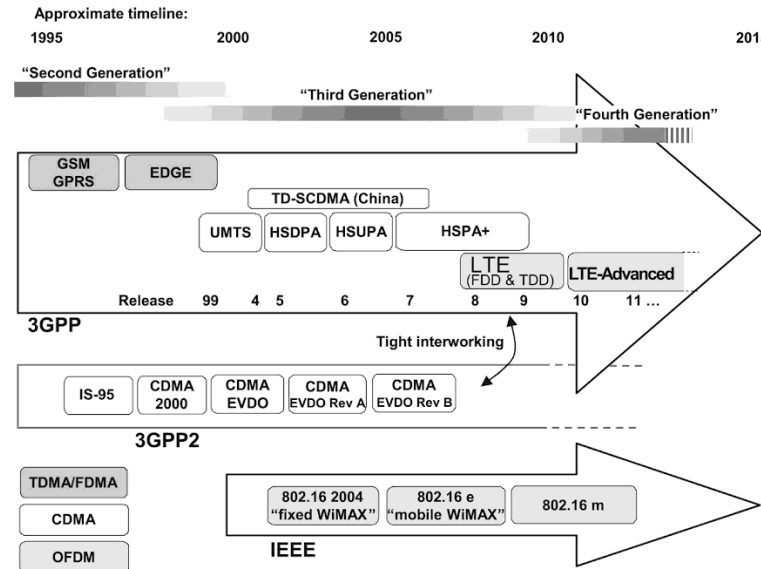 Approximate timeline:
1995 2000 2005 2010 201
"Second Generation"
"Third Generation"
"Fourth Generation"
GSM
GPRS
EDGE
TD-SCDMA (China)
UMTS HSDPA HSUPA HSPA+
LTE
(FDD & TDD)
LTE-Advanced
Release 99 4 5 6 7 8 9 10 11 ...
3GPP
Tight interworking
IS-95
CDMA
2000
CDMA
EVDO
CDMA
EVDO Rev A
CDMA
EVDO Rev B
3GPP2
TDMA/FDMA
CDMA
OFDM
802.16 2004
"fixed WiMAX"
802.16 e
"mobile WiMAX"
802.16 m
IEEE